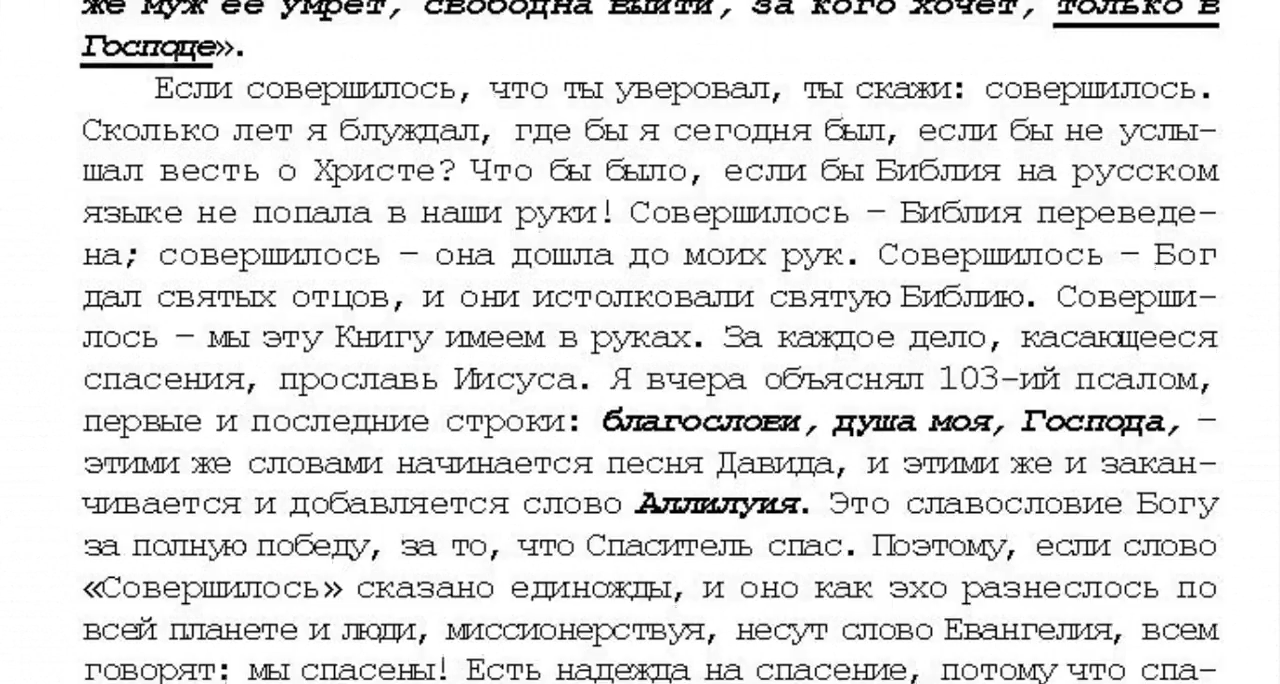 же муж ее умрет, свободна выйти, за кого хочет, только в
Господе».
Если совершилось, что ты уверовал, ты скажи: совершилось.
Сколько лет я блуждал, где бы я сегодня был, если бы не услы-
шал весть о Христе? Что бы было, если бы Библия на русском
языке не попала в наши руки! Совершилось – Библия переведе-
на; совершилось – она дошла до моих рук. Совершилось – Бог
дал святых отцов, и они истолковали святую Библию. Соверши-
лось – мы эту Книгу имеем в руках. За каждое дело, касающееся
спасения, прославь Иисуса. Я вчера объяснял 103-ий псалом,
первые и последние строки: благослови, душа моя, Господа, –
этими же словами начинается песня Давида, и этими же и закан-
чивается и добавляется слово Аллилуия. Это славословие Богу
за полную победу, за то, что Спаситель спас. Поэтому, если слово
«Совершилось» сказано единожды, и оно как эхо разнеслось по
всей планете и люди, миссионерствуя, несут слово Евангелия, всем
говорят: мы спасены! Есть надежда на спасение, потому что спа-